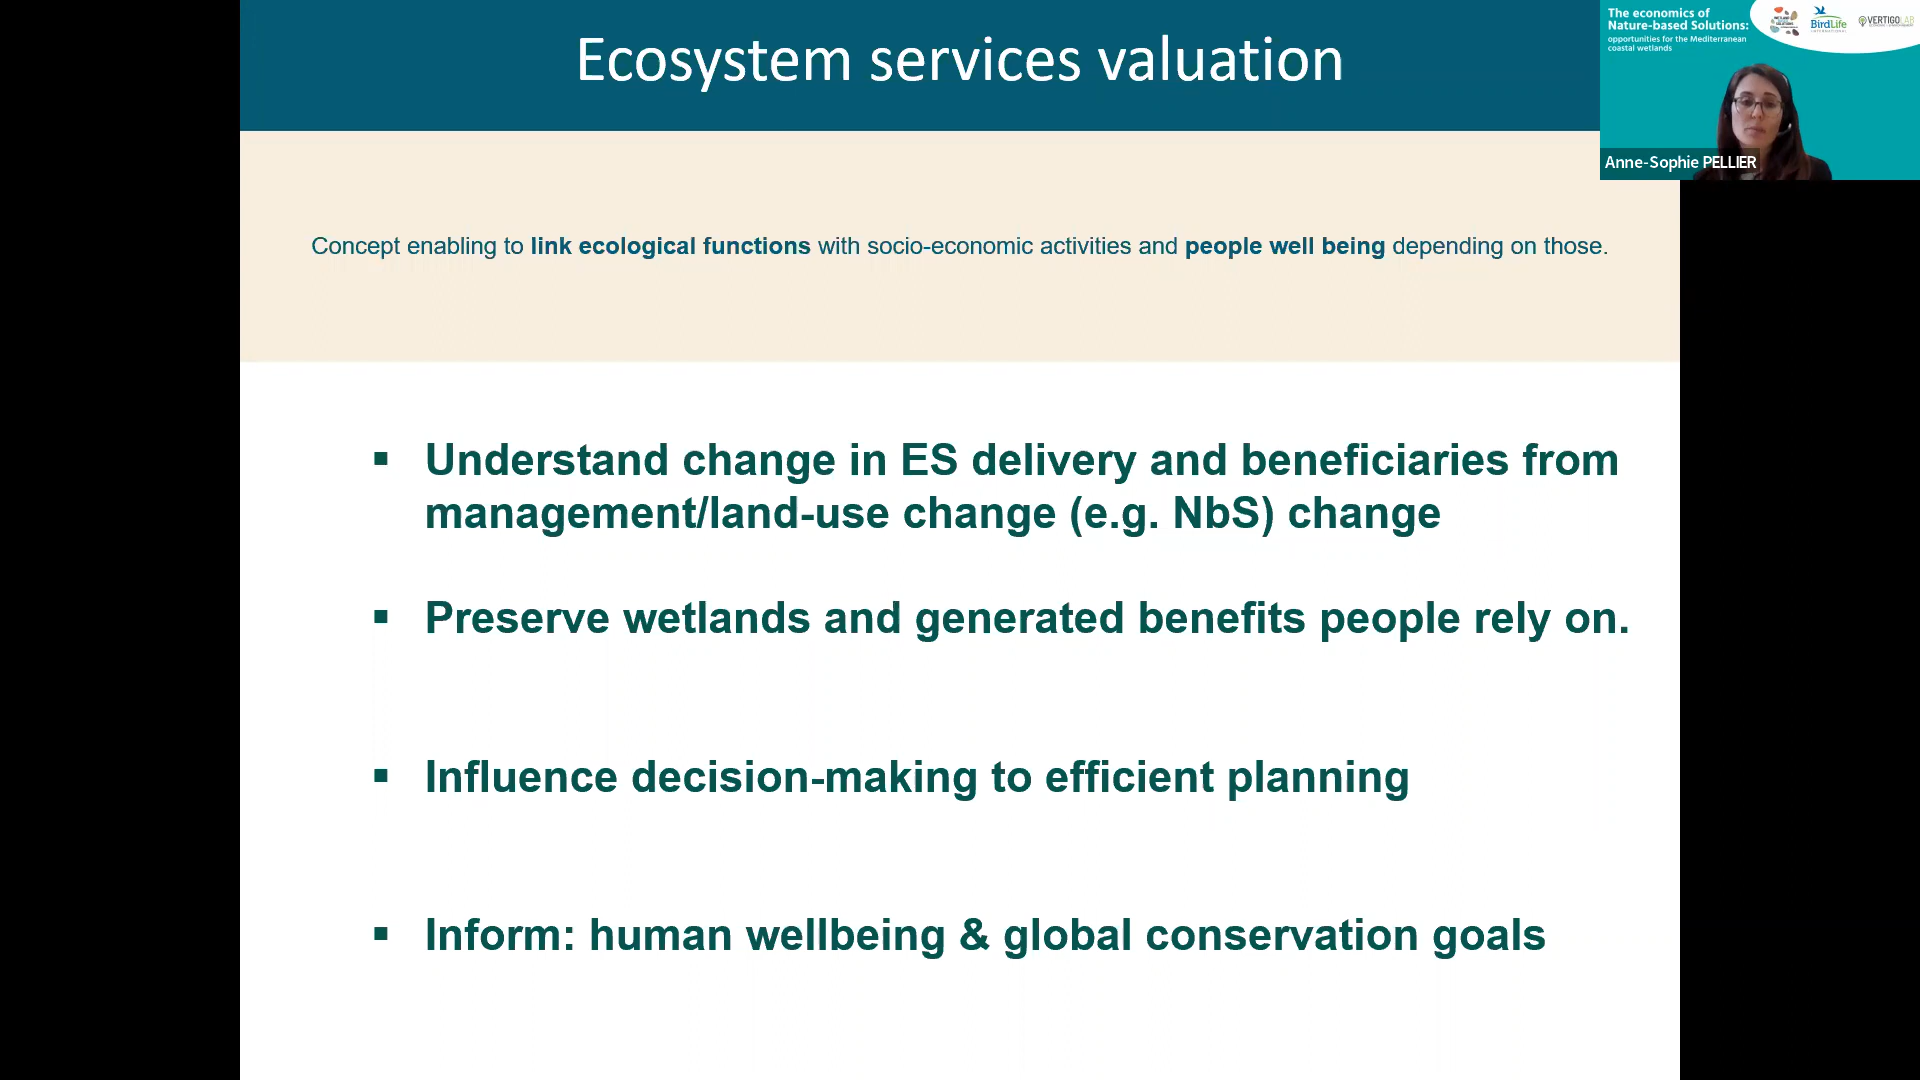 Ecosystem services valuation
The economics of
Nature-based Solutions:
opportunities for the Mediterranean
coastal wetlands
BirdLife
INTERNATIONAL
VERTIGOLAB
Anne-Sophie PELLIER
Concept enabling to link ecological functions with socio-economic activities and people well being depending on those.
▪ Understand change in ES delivery and beneficiaries from
management/land-use change (e.g. NbS) change
▪ Preserve wetlands and generated benefits people rely on.
▪ Influence decision-making to efficient planning
▪ Inform: human wellbeing & global conservation goals